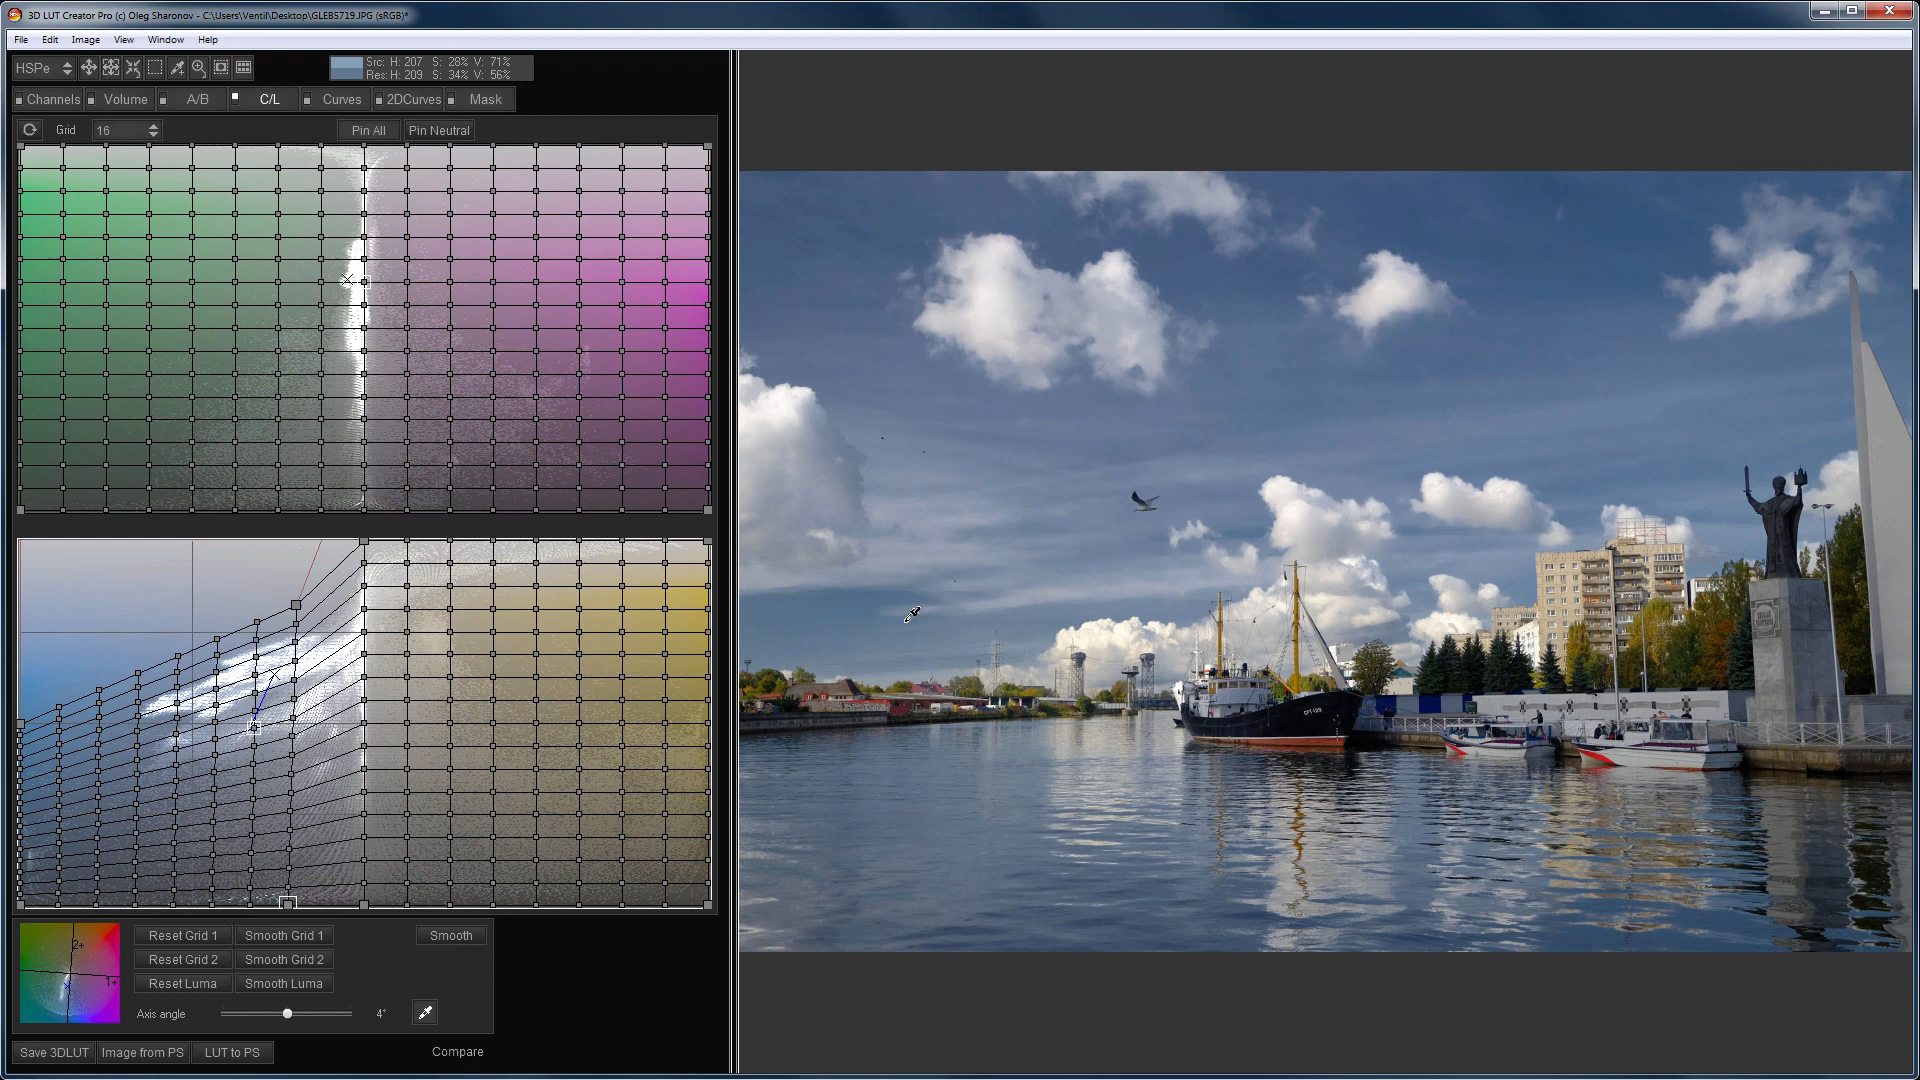 3D LUT Creator Pro (c) Oleg Sharonov - C:\Users\Ventil\Desktop\GLEB5719.JPG (sRGB)*
File Edit Image View Window Help
HSPe
Src: H: 207 S: 28% V: 71%
Res: H: 209 S: 34% V: 56%
Channels Volume A/B C/L Curves 2DCurves Mask
Grid 16 Pin All Pin Neutral
2+
1+
Reset Grid 1 Smooth Grid 1 Smooth
Reset Grid 2 Smooth Grid 2
Reset Luma Smooth Luma
Axis angle 4°
Save 3DLUT Image from PS LUT to PS Compare